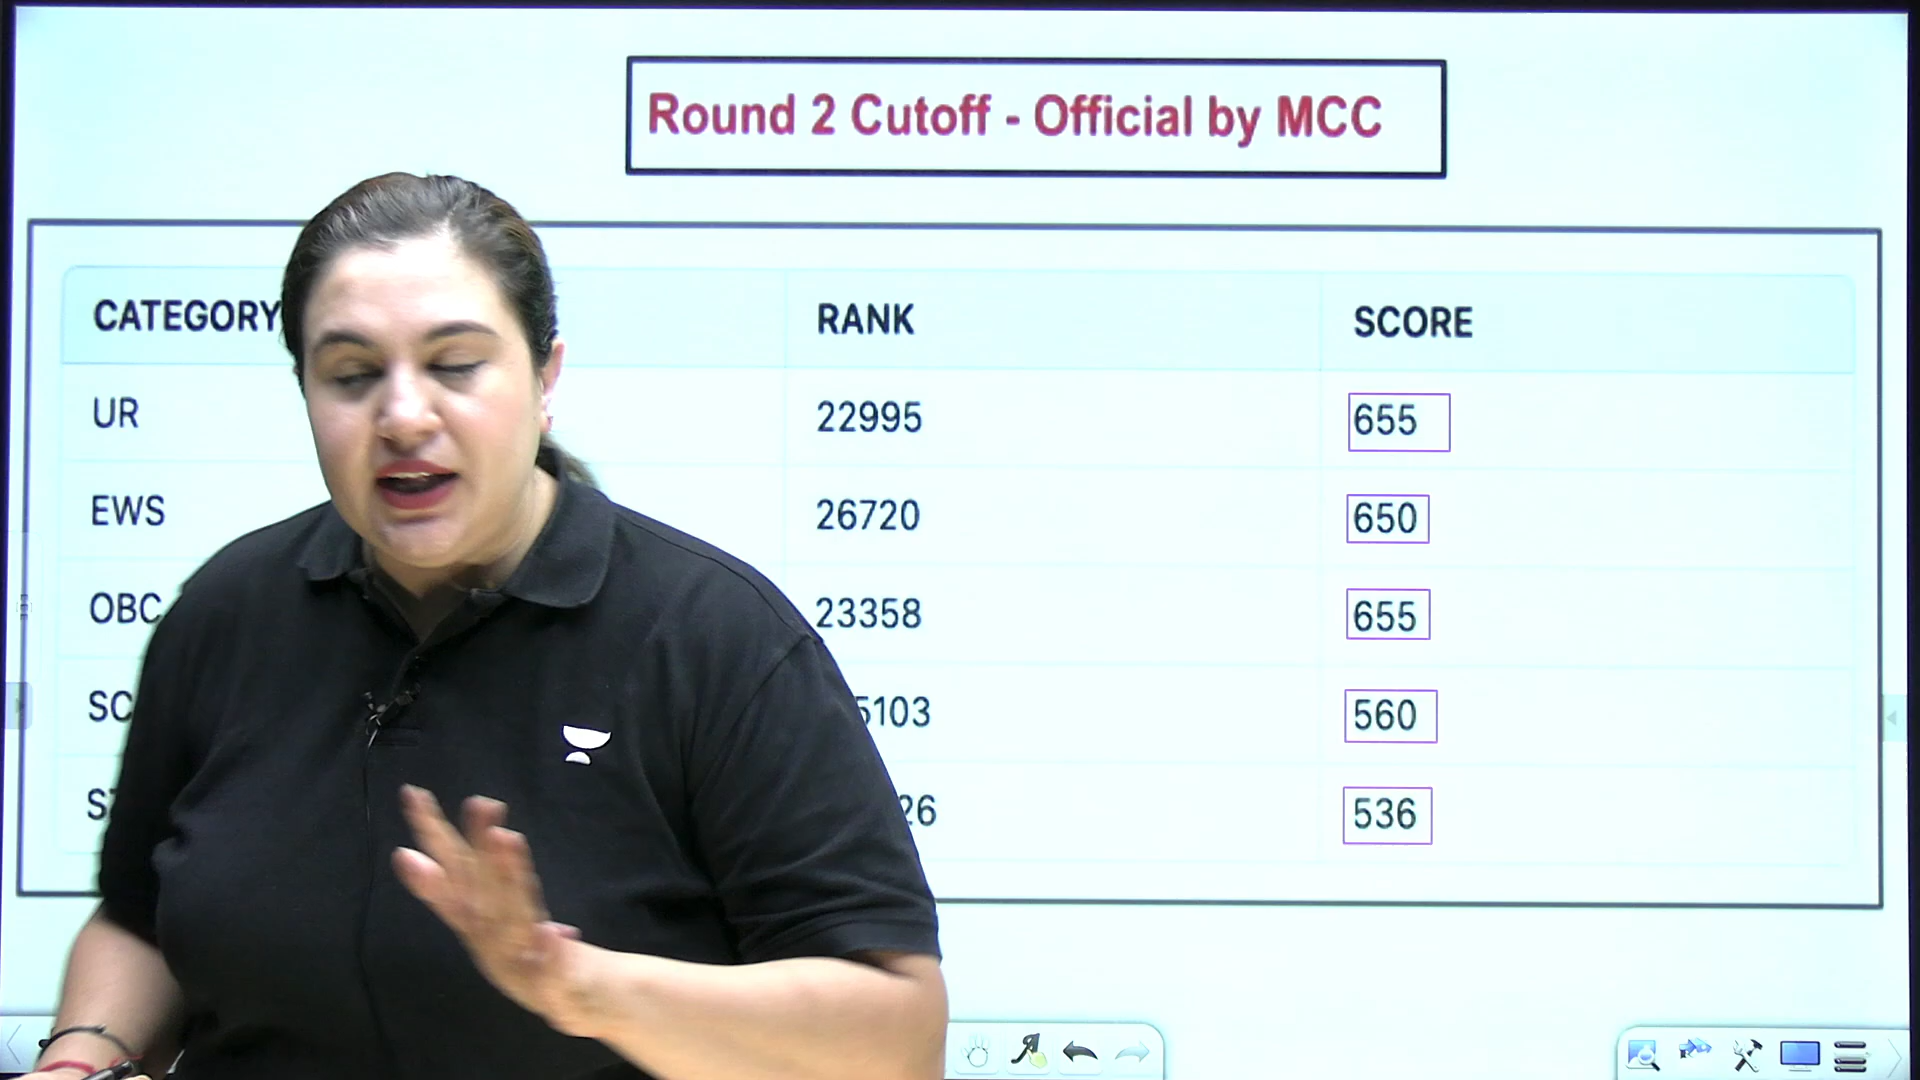 Round 2 Cutoff - Official by MCC
CATEGORY RANK SCORE
UR 22995 655
EWS 26720 650
OBC 23358 655
SC 560
536